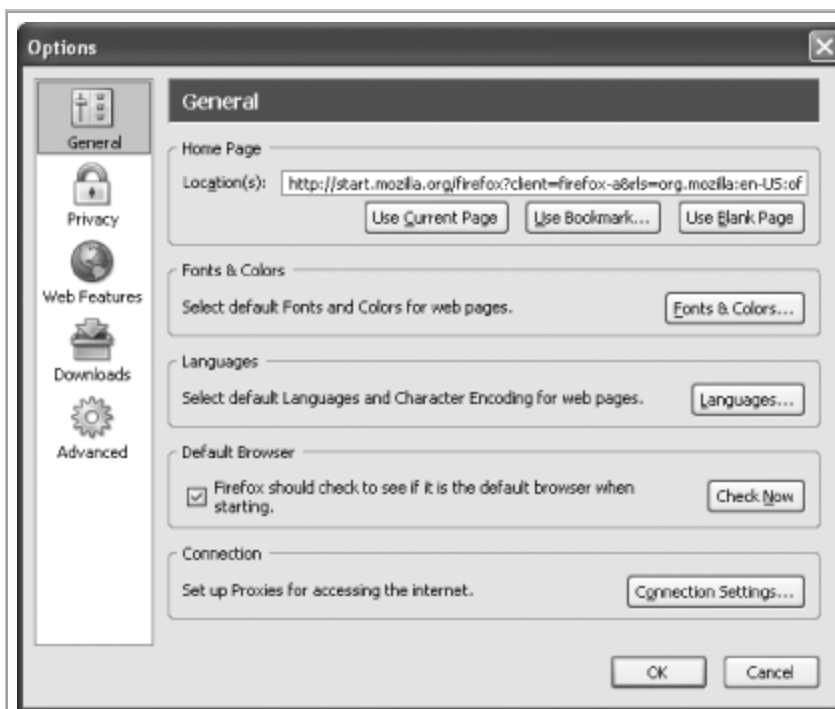 Options
General
General
Privacy
Web Features
Downloads
Advanced
Home Page
Location(s): http://start.mozilla.org/firefox?client=firefox-a&rls=org.mozilla:en-US:of
Use Current Page Use Bookmark... Use Blank Page
Fonts & Colors
Select default Fonts and Colors for web pages. Fonts & Colors...
Languages
Select default Languages and Character Encoding for web pages. Languages...
Default Browser
Firefox should check to see if it is the default browser when
starting. Check Now
Connection
Set up Proxies for accessing the internet. Connection Settings...
OK Cancel